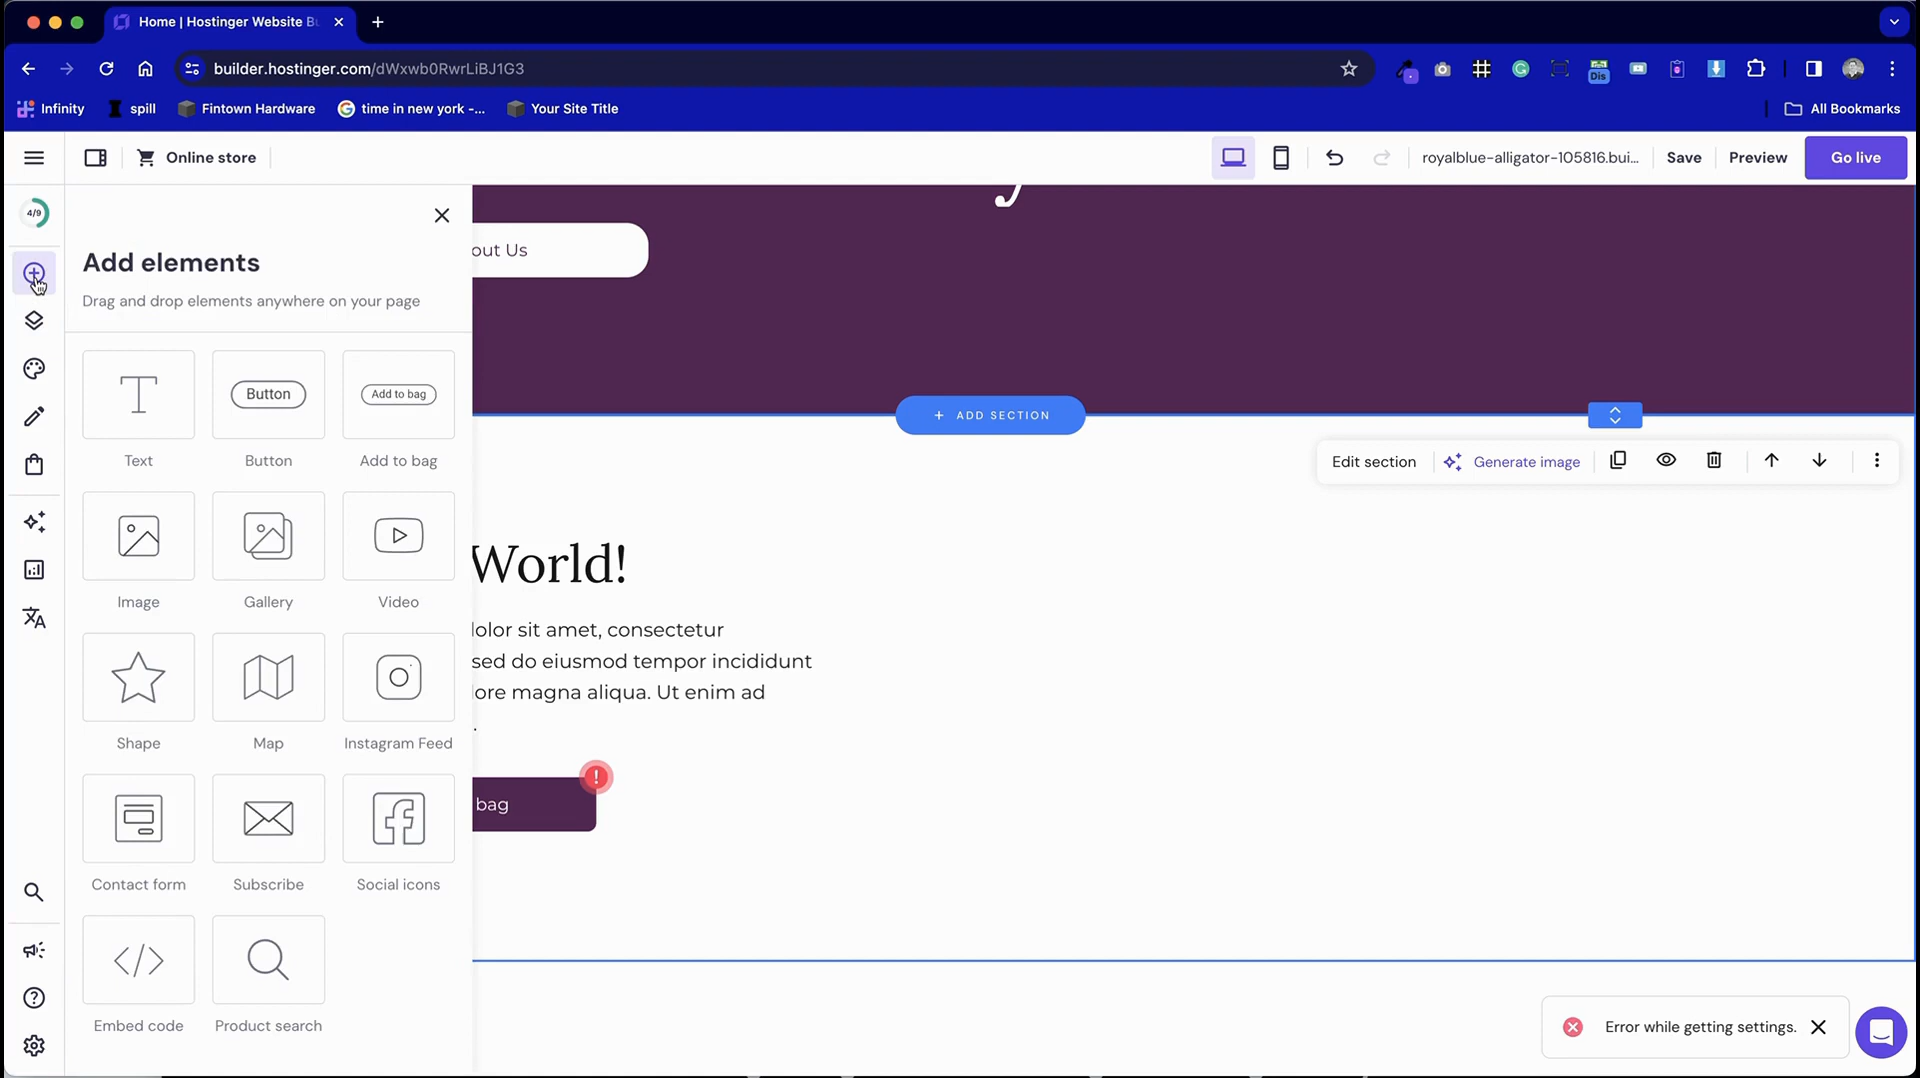 Home | Hostinger Website B
builder.hostinger.com/dWxwb0RwrLiBJ1G3
Dis
Infinity
spill
Fintown Hardware
time in new york -...
Your Site Title
All Bookmarks
Online store
royalblue-alligator-105816.bui...
Save
Preview
Go live
4/9
Add elements
Drag and drop elements anywhere on your page
out Us
Button
Add to bag
Text
Button
Add to bag
+ ADD SECTION
Edit section
Generate image
Image
Gallery
Video
World!
dolor sit amet, consectetur
sed do eiusmod tempor incididunt
lore magna aliqua. Ut enim ad
.
Shape
Map
Instagram Feed
bag
!
Contact form
Subscribe
Social icons
Embed code
Product search
Error while getting settings.